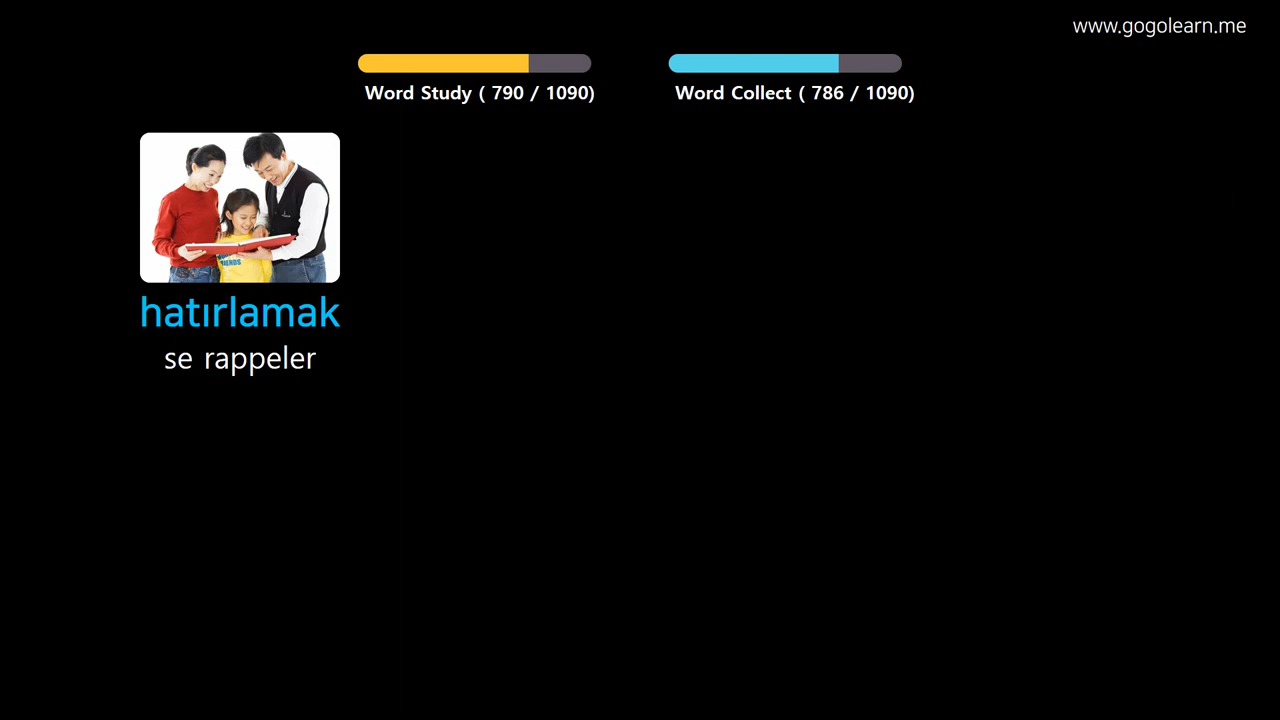 www.gogolearn.me
Word Study ( 790 / 1090)
Word Collect ( 786 / 1090)
hatırlamak
se rappeler